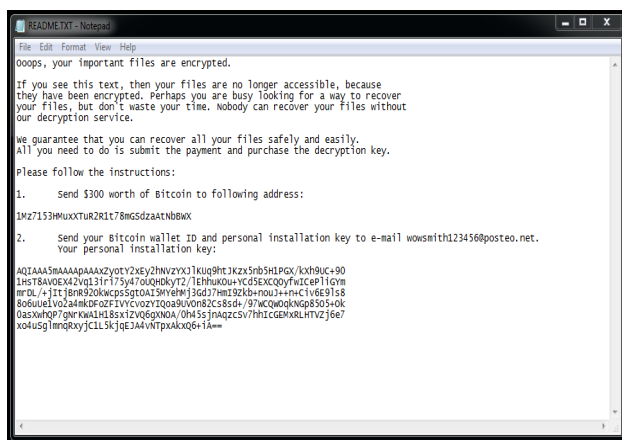 README.TXT - Notepad
File Edit Format View Help
Ooops, your important files are encrypted.
If you see this text, then your files are no longer accessible, because
they have been encrypted. Perhaps you are busy looking for a way to recover
your files, but don't waste your time. Nobody can recover your files without
our decryption service.
We guarantee that you can recover all your files safely and easily.
All you need to do is submit the payment and purchase the decryption key.
Please follow the instructions:
1. Send $300 worth of Bitcoin to following address:
1Mz7153HMuxXTuR2R1t78mGSdzaAtNbBWX
2. Send your Bitcoin wallet ID and personal installation key to e-mail wowsmith123456@posteo.net.
Your personal installation key: